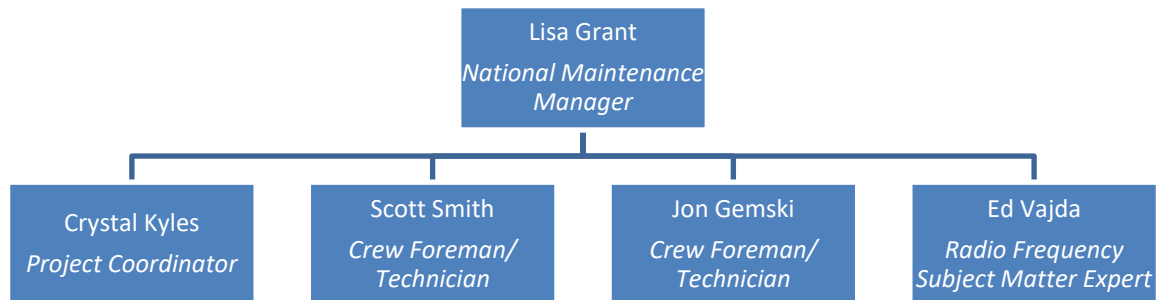 Lisa Grant
National Maintenance
Manager
Crystal Kyles
Project Coordinator
Scott Smith
Crew Foreman/
Technician
Jon Gemski
Crew Foreman/
Technician
Ed Vajda
Radio Frequency
Subject Matter Expert